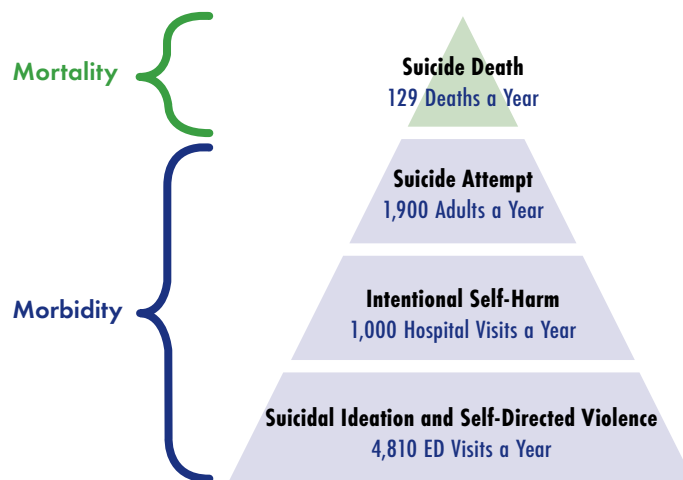 Mortality
Suicide Death
129 Deaths a Year
Suicide Attempt
1,900 Adults a Year
Morbidity
Intentional Self-Harm
1,000 Hospital Visits a Year
Suicidal Ideation and Self-Directed Violence
4,810 ED Visits a Year